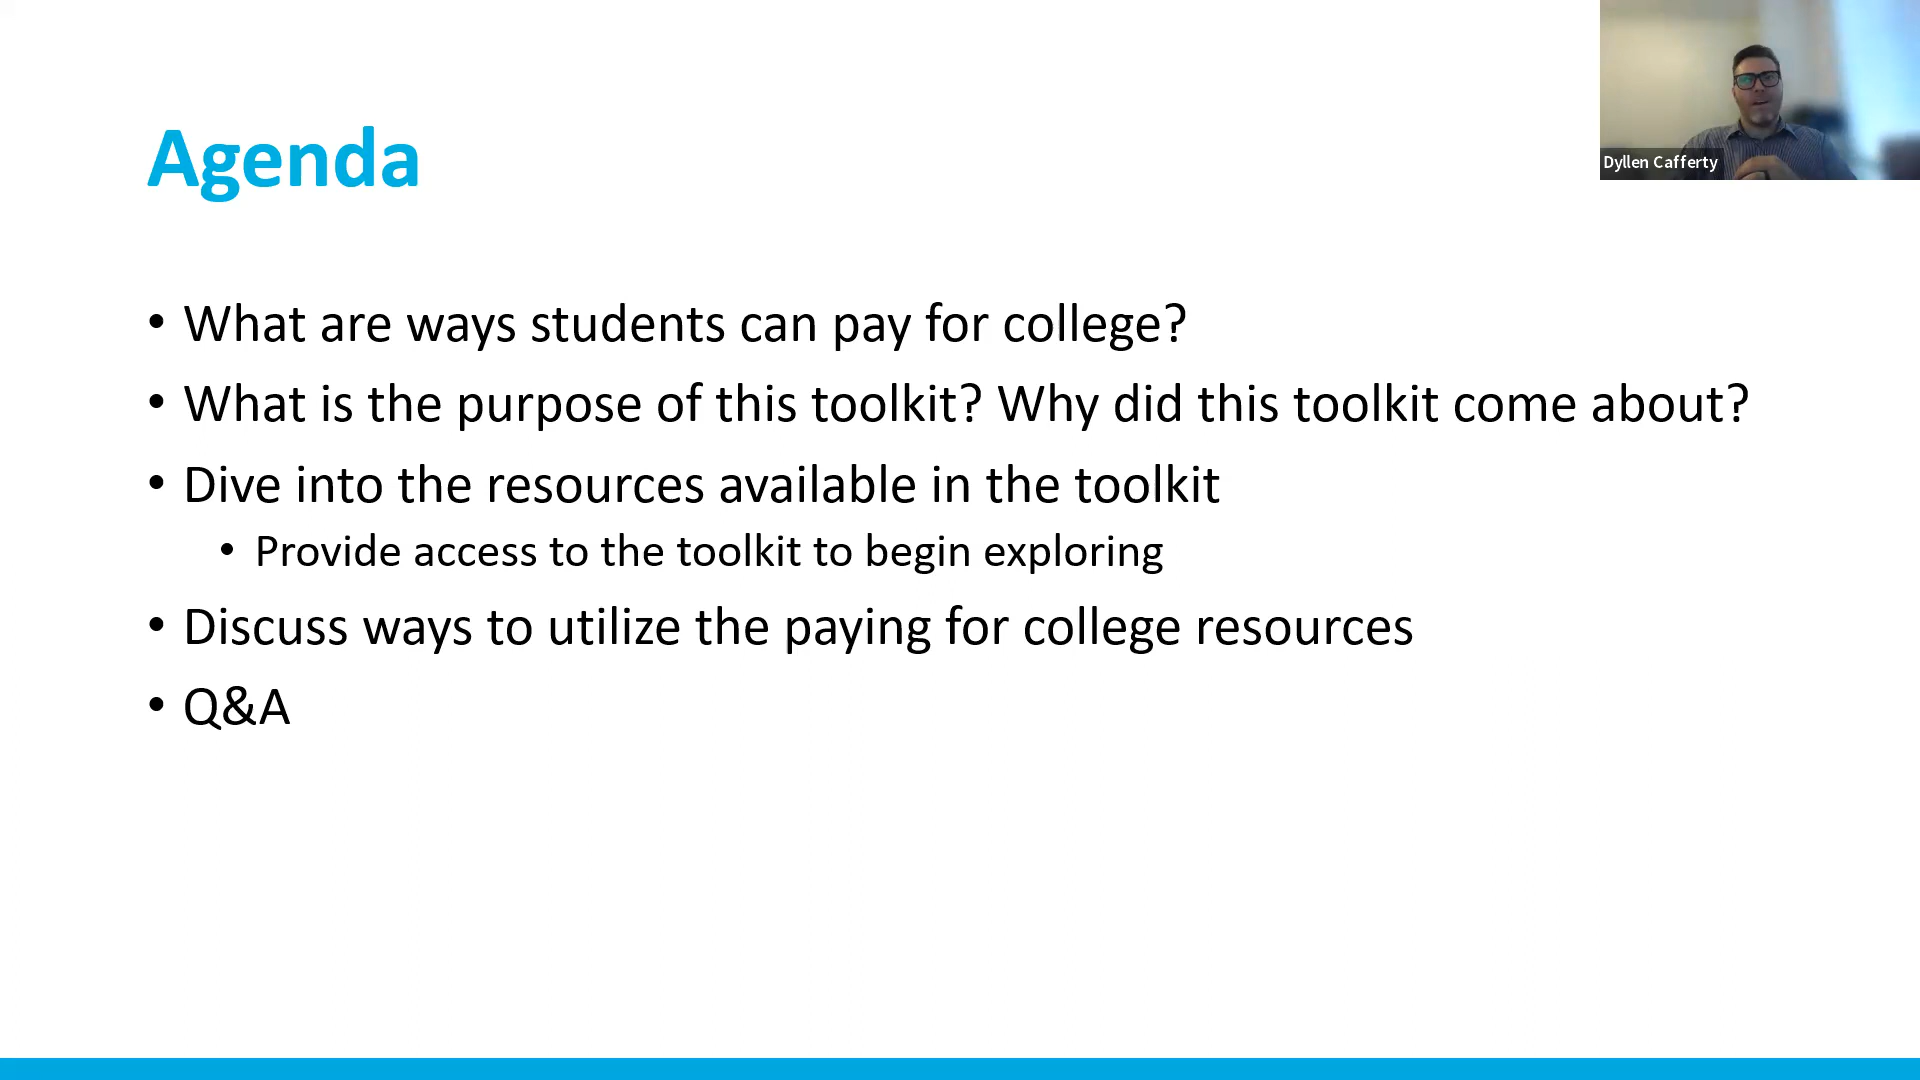 Agenda
Dyllen Cafferty
• What are ways students can pay for college?
• What is the purpose of this toolkit? Why did this toolkit come about?
• Dive into the resources available in the toolkit
• Provide access to the toolkit to begin exploring
• Discuss ways to utilize the paying for college resources
• Q&A